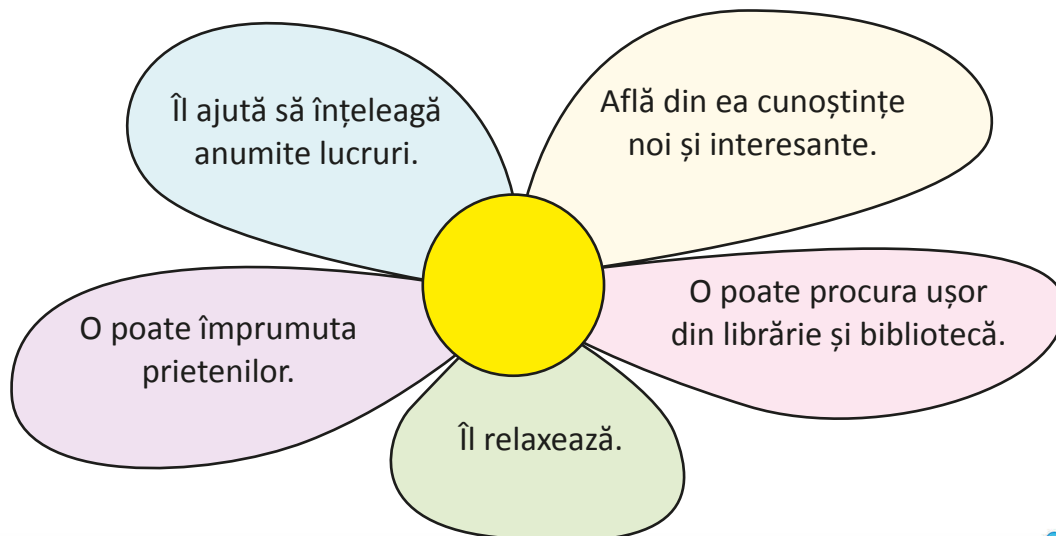 Îl ajută să înțeleagă
anumite lucruri.
Află din ea cunoștințe
noi și interesante.
O poate împrumuta
prietenilor.
O poate procura ușor
din librărie și bibliotecă.
Îl relaxează.